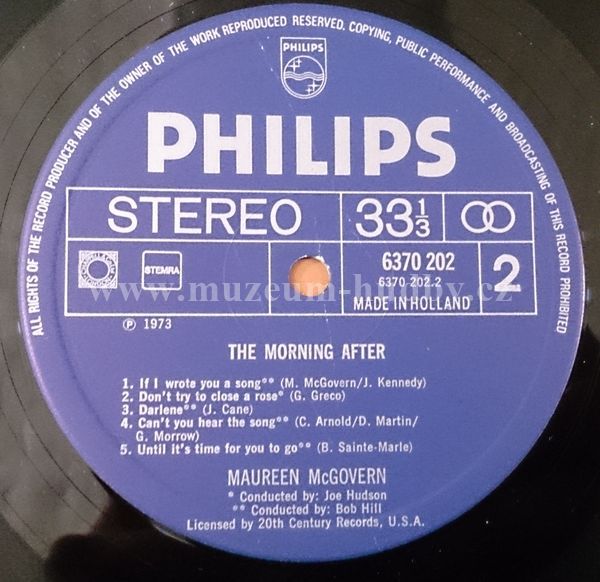 ALL RIGHTS OF THE RECORD PRODUCER AND OF THE OWNER OF THE WORK REPRODUCED RESERVED. COPYING, PUBLIC PERFORMANCE AND BROADCASTING OF THIS RECORD PROHIBITED
PHILIPS
PHILIPS
STEREO 33 1/3
STEMRA
6370 202
6370-202.2
MADE IN HOLLAND
2
www.muzeum-hudby.cz
℗ 1973
THE MORNING AFTER
1. If I wrote you a song** (M. McGovern/J. Kennedy)
2. Don't try to close a rose* (G. Greco)
3. Darlene** (J. Cane)
4. Can't you hear the song** (C. Arnold/D. Martin/
G. Morrow)
5. Until it's time for you to go** (B. Sainte-Marle)
MAUREEN McGOVERN
* Conducted by: Joe Hudson
** Conducted by: Bob Hill
Licensed by 20th Century Records, U.S.A.